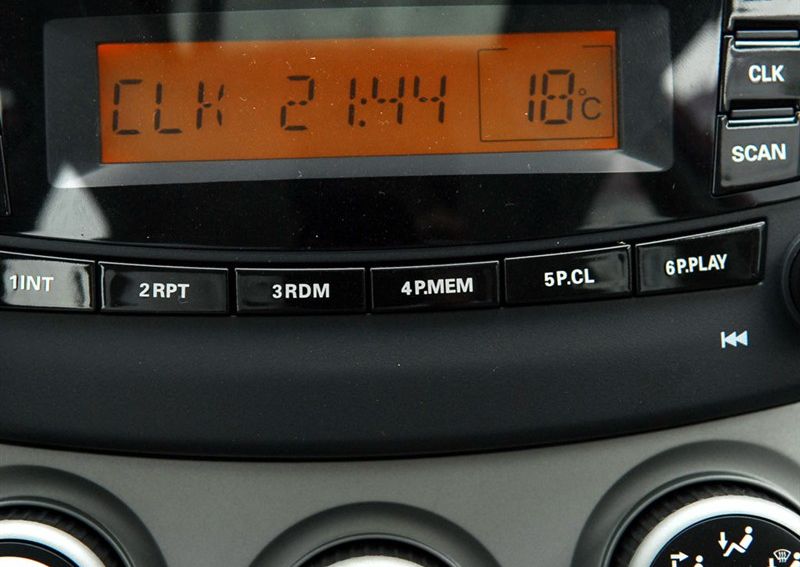 CLK 21:44 18°C
CLK
SCAN
1INT 2RPT 3RDM 4P.MEM 5P.CL 6P.PLAY